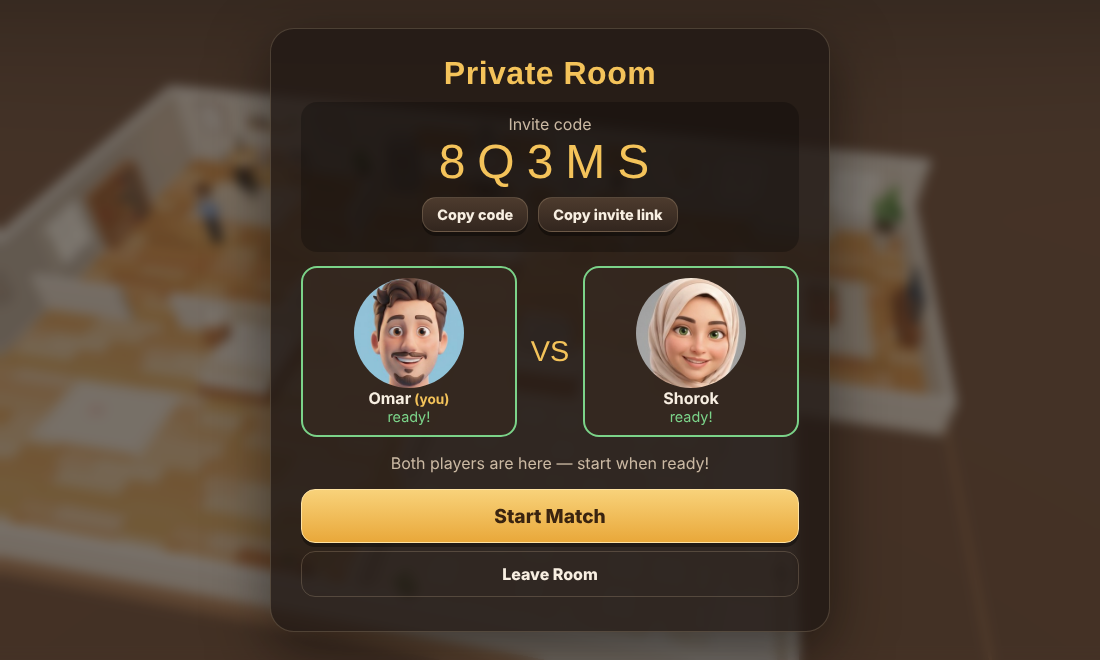 Private Room
Invite code
8Q3MS
Copy code Copy invite link
VS
Omar (you) Shorok
ready! ready!
Both players are here — start when ready!
Start Match
Leave Room